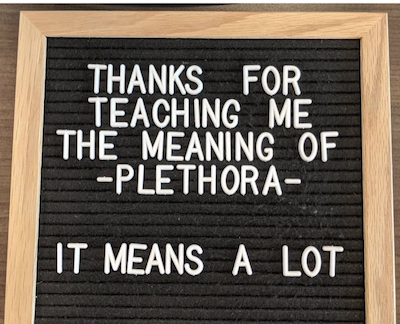 THANKS FOR
TEACHING ME
THE MEANING OF
-PLETHORA-
IT MEANS A LOT